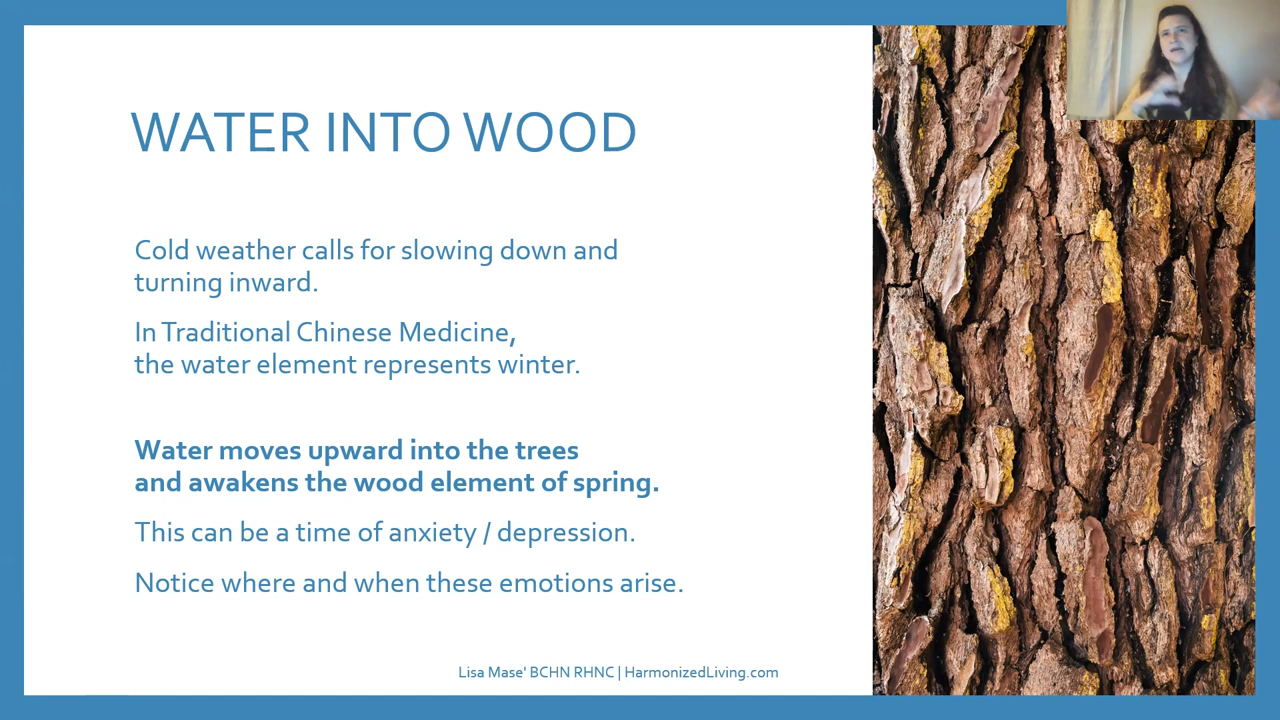 WATER INTO WOOD
Cold weather calls for slowing down and
turning inward.
In Traditional Chinese Medicine,
the water element represents winter.
Water moves upward into the trees
and awakens the wood element of spring.
This can be a time of anxiety / depression.
Notice where and when these emotions arise.
Lisa Mase' BCHN RHNC | HarmonizedLiving.com